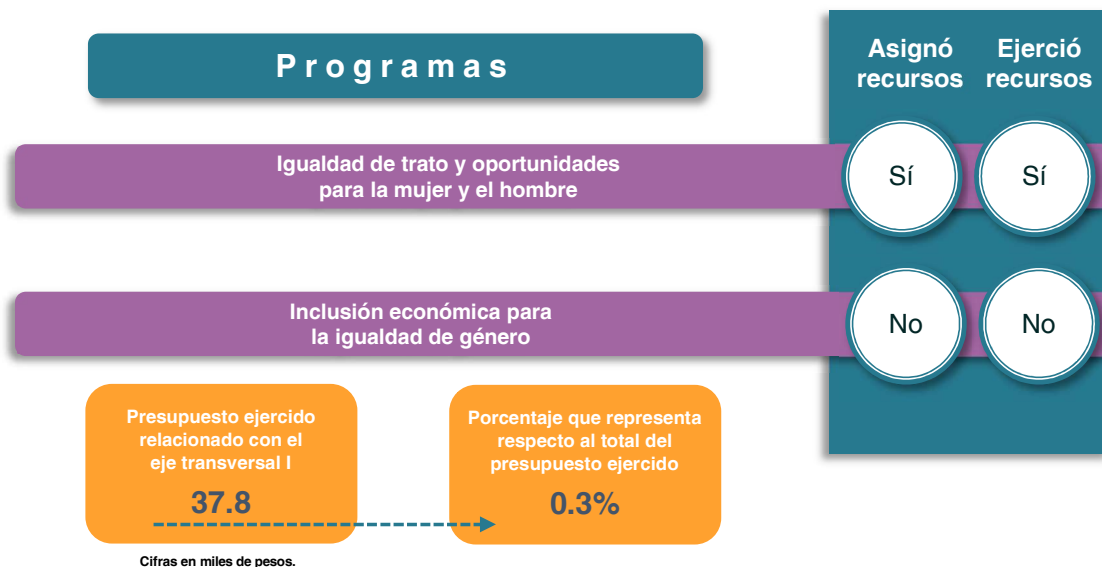 Programas
Asignó
recursos
Ejerció
recursos
Igualdad de trato y oportunidades
para la mujer y el hombre
Sí
Sí
Inclusión económica para
la igualdad de género
No
No
Presupuesto ejercido
relacionado con el
eje transversal I
37.8
Porcentaje que representa
respecto al total del
presupuesto ejercido
0.3%
Cifras en miles de pesos.